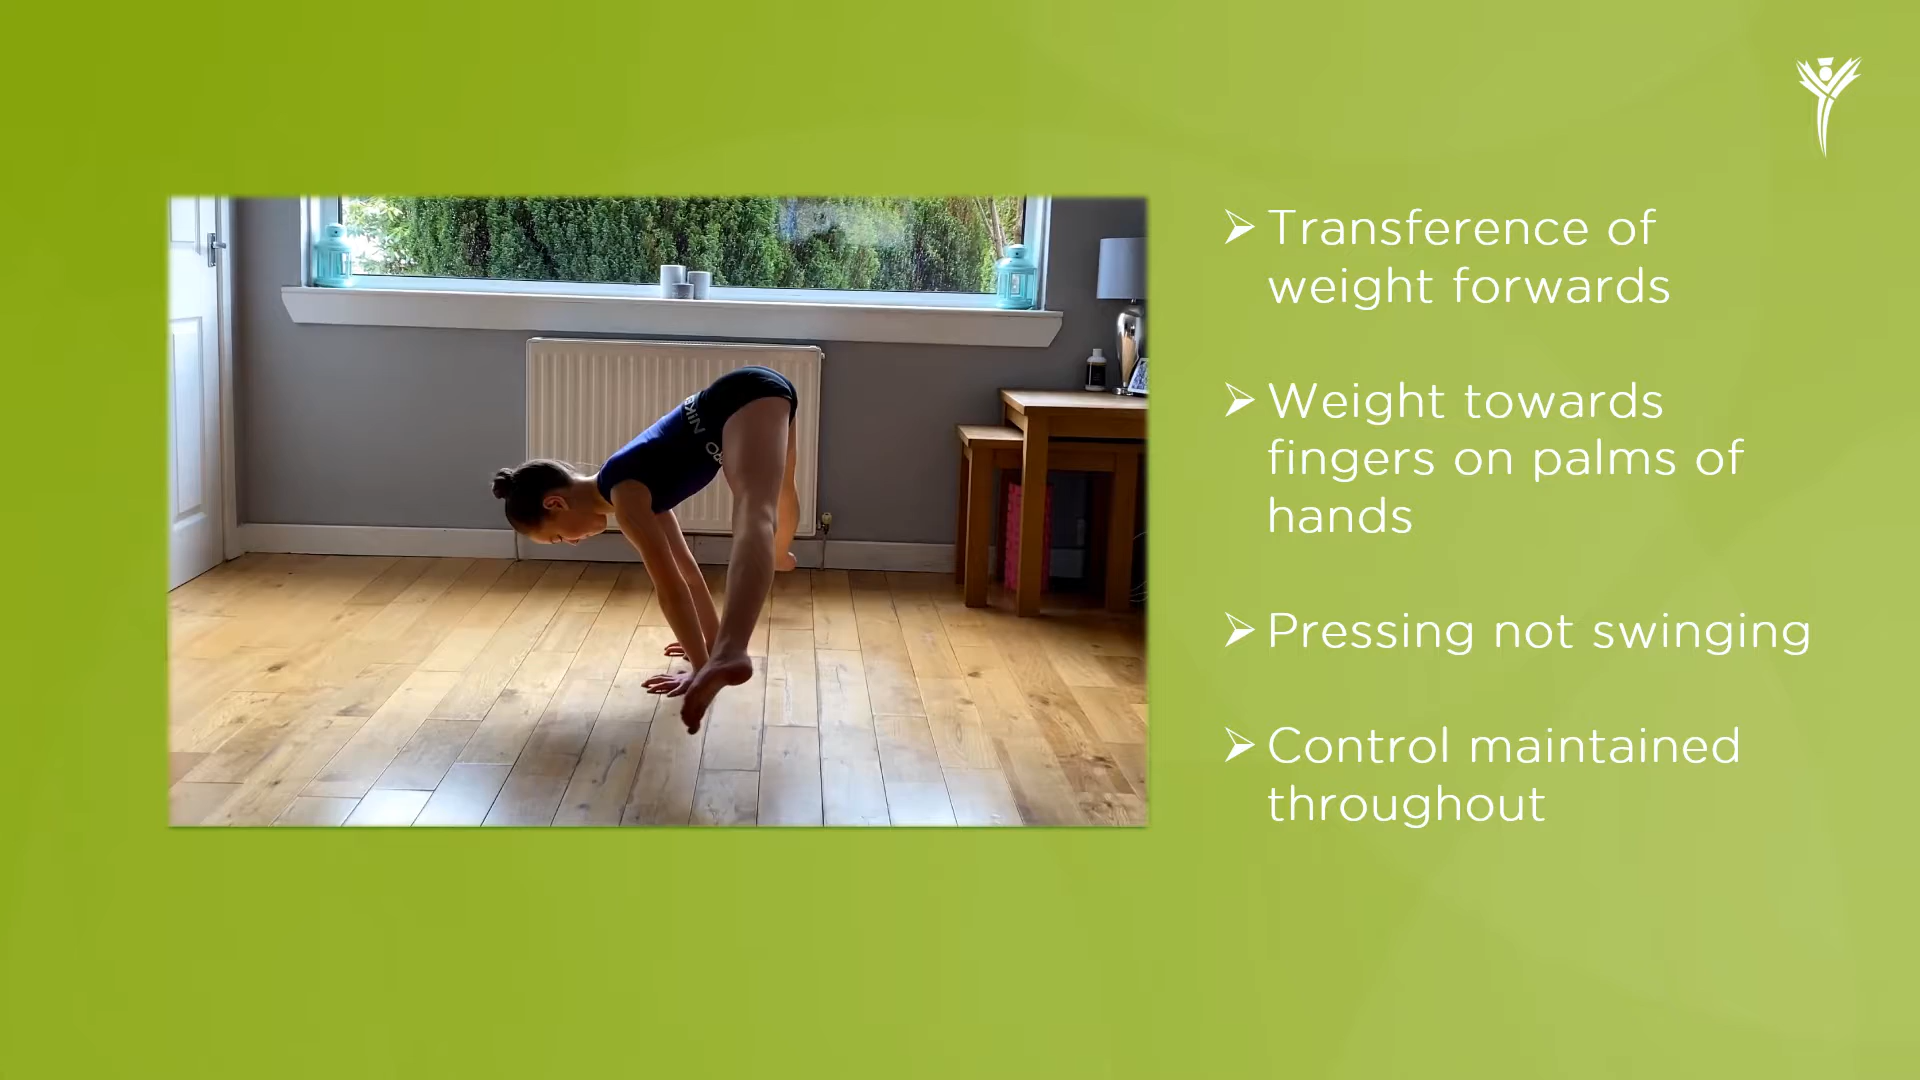 Transference of
weight forwards
Weight towards
fingers on palms of
hands
Pressing not swinging
Control maintained
throughout